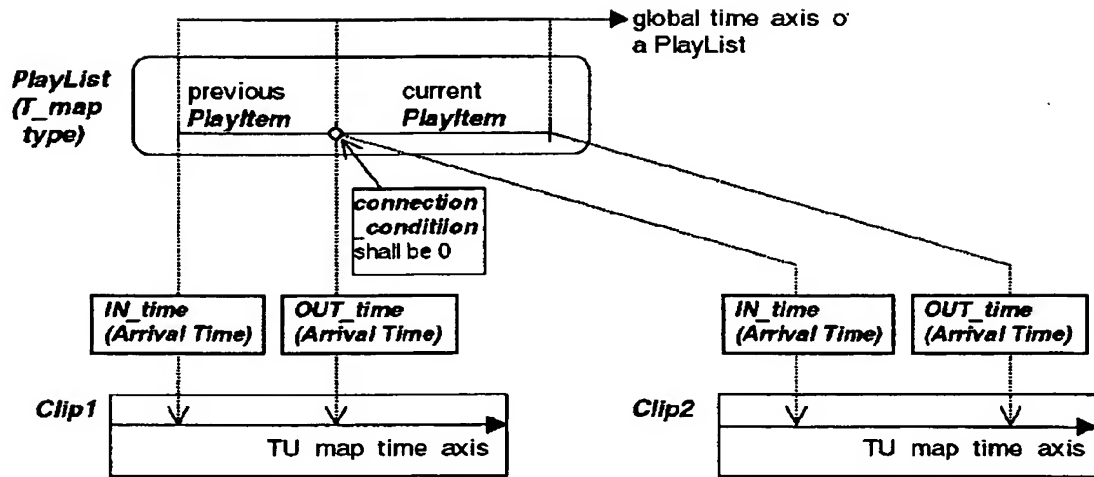 global time axis o
a PlayList
PlayList
(T_map
type)
previous
PlayItem
current
PlayItem
connection
_conditiion
shall be 0
IN_time
(Arrival Time)
OUT_time
(Arrival Time)
IN_time
(Arrival Time)
OUT_time
(Arrival Time)
Clip1
TU map time axis
Clip2
TU map time axis